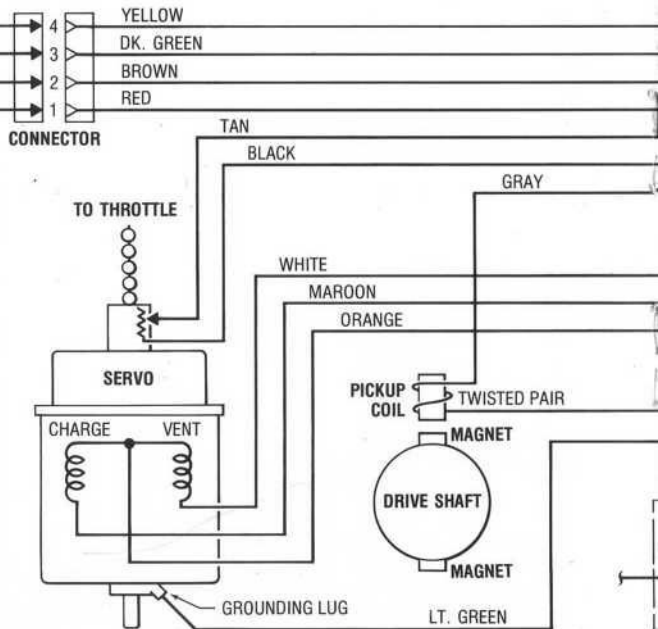 4 YELLOW
3 DK. GREEN
2 BROWN
1 RED
CONNECTOR
TAN
BLACK
GRAY
TO THROTTLE
WHITE
MAROON
ORANGE
SERVO
PICKUP
COIL
TWISTED PAIR
CHARGE
VENT
MAGNET
DRIVE SHAFT
MAGNET
GROUNDING LUG
LT. GREEN